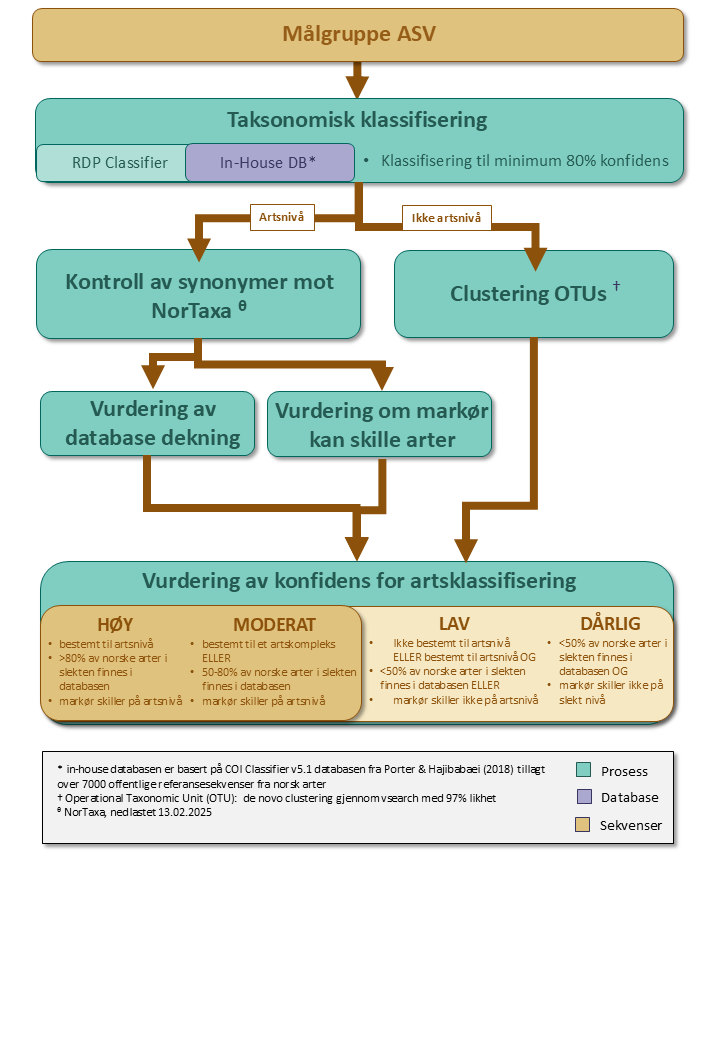 Målgruppe ASV
Taksonomisk klassifisering
RDP Classifier
In-House DB*
• Klassifisering til minimum 80% konfidens
Artsnivå
Ikke artsnivå
Kontroll av synonymer mot
NorTaxa θ
Clustering OTUs †
Vurdering av
database dekning
Vurdering om markør
kan skille arter
Vurdering av konfidens for artsklassifisering
HØY
• bestemt til artsnivå
• >80% av norske arter i
slekten finnes i
databasen
• markør skiller på artsnivå
MODERAT
• bestemt til et artskompleks
ELLER
• 50-80% av norske arter i slekten
finnes i databasen
• markør skiller på artsnivå
LAV
• Ikke bestemt til artsnivå
ELLER bestemt til artsnivå OG
• <50% av norske arter i slekten
finnes i databasen ELLER
• markør skiller ikke på artsnivå
DÅRLIG
• <50% av norske arter i
slekten finnes i
databasen OG
• markør skiller ikke på
slekt nivå
* in-house databasen er basert på COI Classifier v5.1 databasen fra Porter & Hajibabaei (2018) tillagt
over 7000 offentlige referansesekvenser fra norsk arter
† Operational Taxonomic Unit (OTU): de novo clustering gjennom vsearch med 97% likhet
θ NorTaxa, nedlastet 13.02.2025
Prosess
Database
Sekvenser